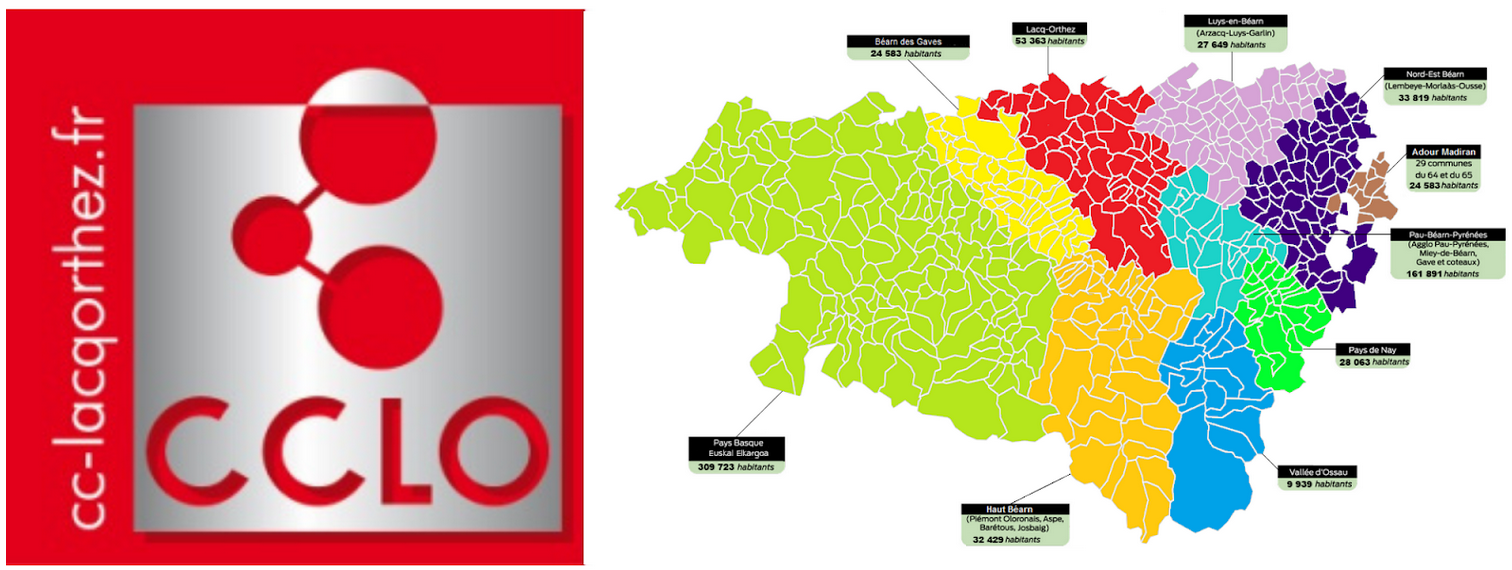 cc-lacqorthez.fr
CCLO
Béarn des Gaves
24 583 habitants
Lacq-Orthez
53 363 habitants
Luys-en-Béarn
(Arzacq-Luys-Garlin)
27 649 habitants
Nord-Est Béarn
(Lembeye-Morlaàs-Ousse)
33 819 habitants
Adour Madiran
29 communes
du 64 et du 65
24 583 habitants
Pau-Béarn-Pyrénées
(Agglo Pau-Pyrénées,
Miey-de-Béarn,
Gave et coteaux)
161 891 habitants
Pays de Nay
28 063 habitants
Pays Basque
Euskal Elkargoa
309 723 habitants
Vallée d'Ossau
9 939 habitants
Haut Béarn
(Piémont Oloronais, Aspe,
Barétous, Josbaig)
32 429 habitants